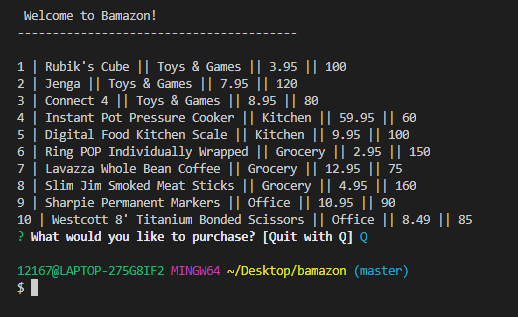 Welcome to Bamazon!
----------------------------------------
1 | Rubik's Cube || Toys & Games || 3.95 || 100
2 | Jenga || Toys & Games || 7.95 || 120
3 | Connect 4 || Toys & Games || 8.95 || 80
4 | Instant Pot Pressure Cooker || Kitchen || 59.95 || 60
5 | Digital Food Kitchen Scale || Kitchen || 9.95 || 100
6 | Ring POP Individually Wrapped || Grocery || 2.95 || 150
7 | Lavazza Whole Bean Coffee || Grocery || 12.95 || 75
8 | Slim Jim Smoked Meat Sticks || Grocery || 4.95 || 160
9 | Sharpie Permanent Markers || Office || 10.95 || 90
10 | Westcott 8' Titanium Bonded Scissors || Office || 8.49 || 85
? What would you like to purchase? [Quit with Q] Q
12167@LAPTOP-275G8IF2 MINGW64 ~/Desktop/bamazon (master)
$